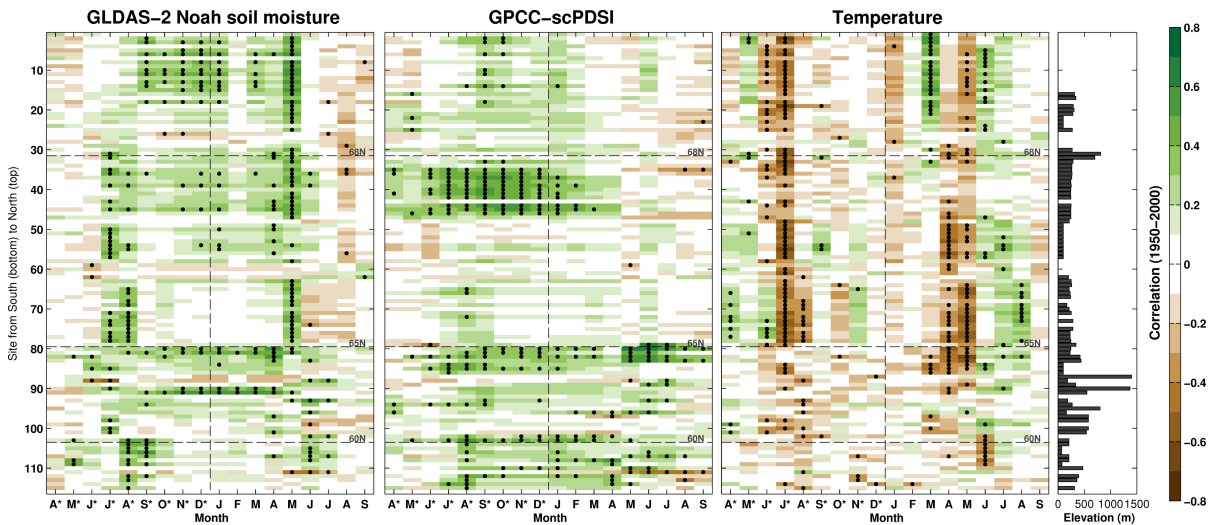 GLDAS−2 Noah soil moisture GPCC−scPDSI Temperature
Site from South (bottom) to North (top)
10
20
30
40
50
60
70
80
90
100
110
68N
65N
60N
68N
65N
60N
68N
65N
60N
A* M* J* J* A* S* O* N* D* J F M A M J J A S
Month
A* M* J* J* A* S* O* N* D* J F M A M J J A S
Month
A* M* J* J* A* S* O* N* D* J F M A M J J A S
Month
0 500 1000 1500
Elevation (m)
0.8
0.6
0.4
0.2
0
−0.2
−0.4
−0.6
−0.8
Correlation (1950−2000)